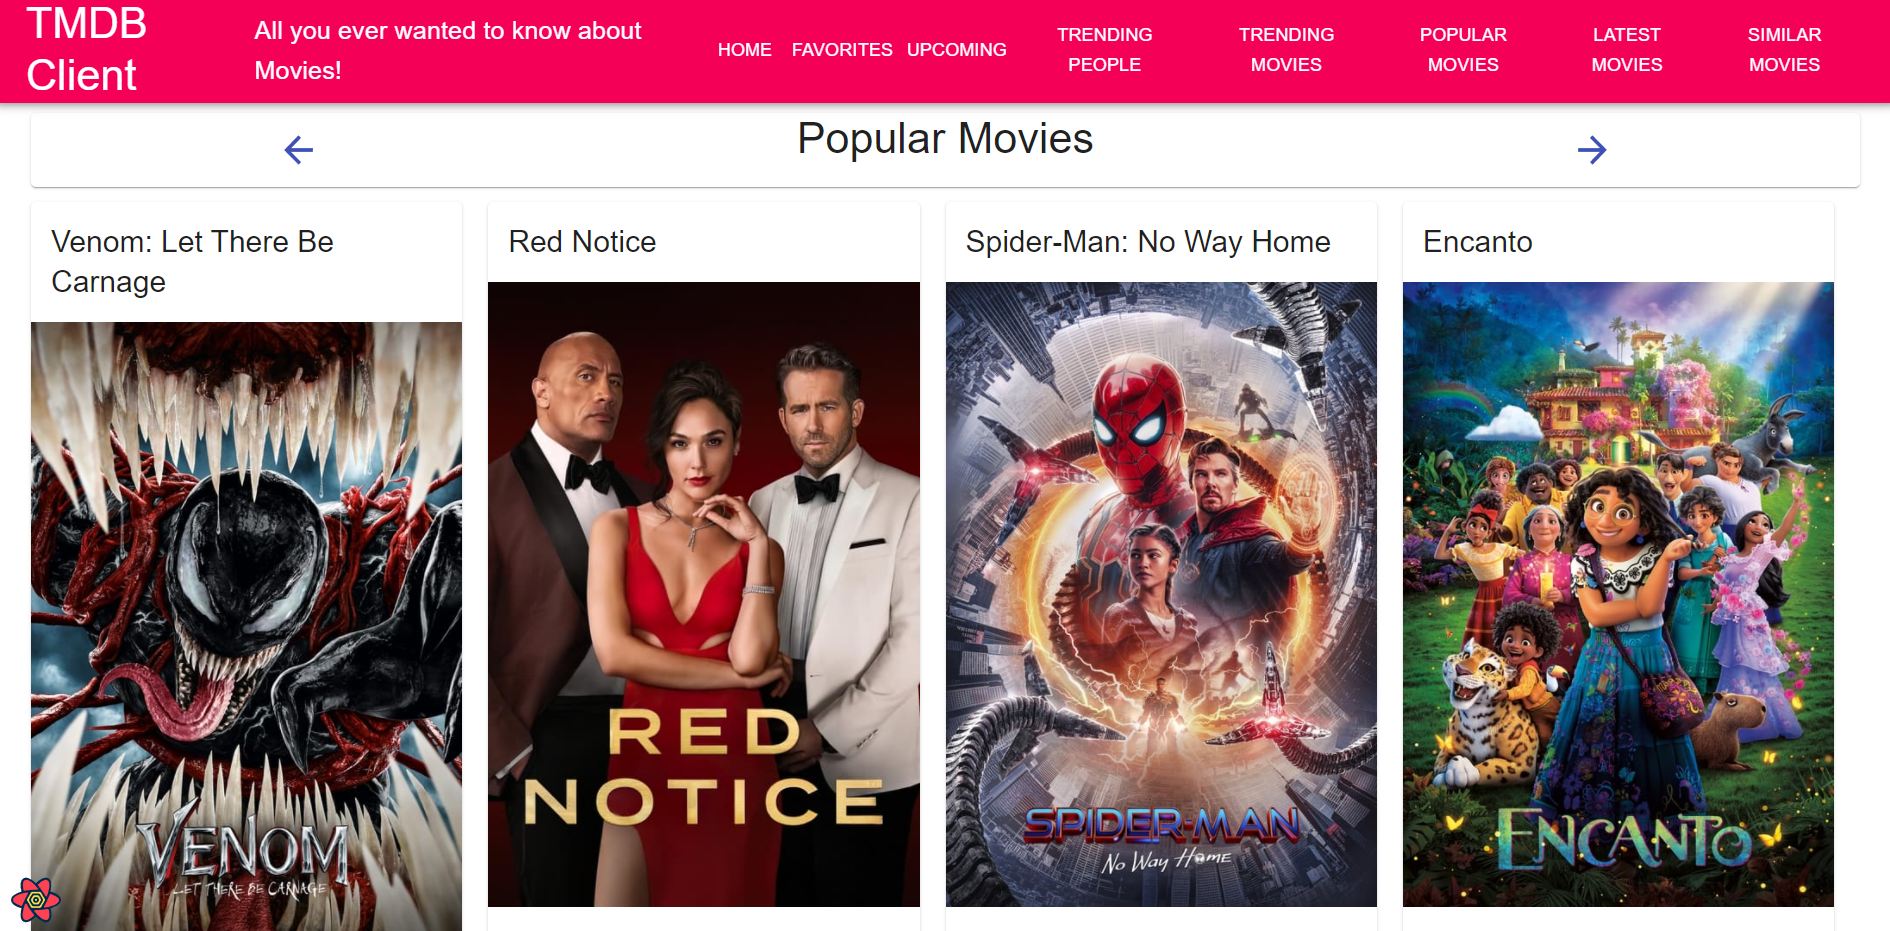 TMDB
Client
All you ever wanted to know about
Movies!
HOME
FAVORITES
UPCOMING
TRENDING
PEOPLE
TRENDING
MOVIES
POPULAR
MOVIES
LATEST
MOVIES
SIMILAR
MOVIES
Popular Movies
Venom: Let There Be
Carnage
Red Notice
Spider-Man: No Way Home
Encanto
VENOM
LET THERE BE CARNAGE
RED
NOTICE
SPIDER-MAN
No Way Home
ENCANTO